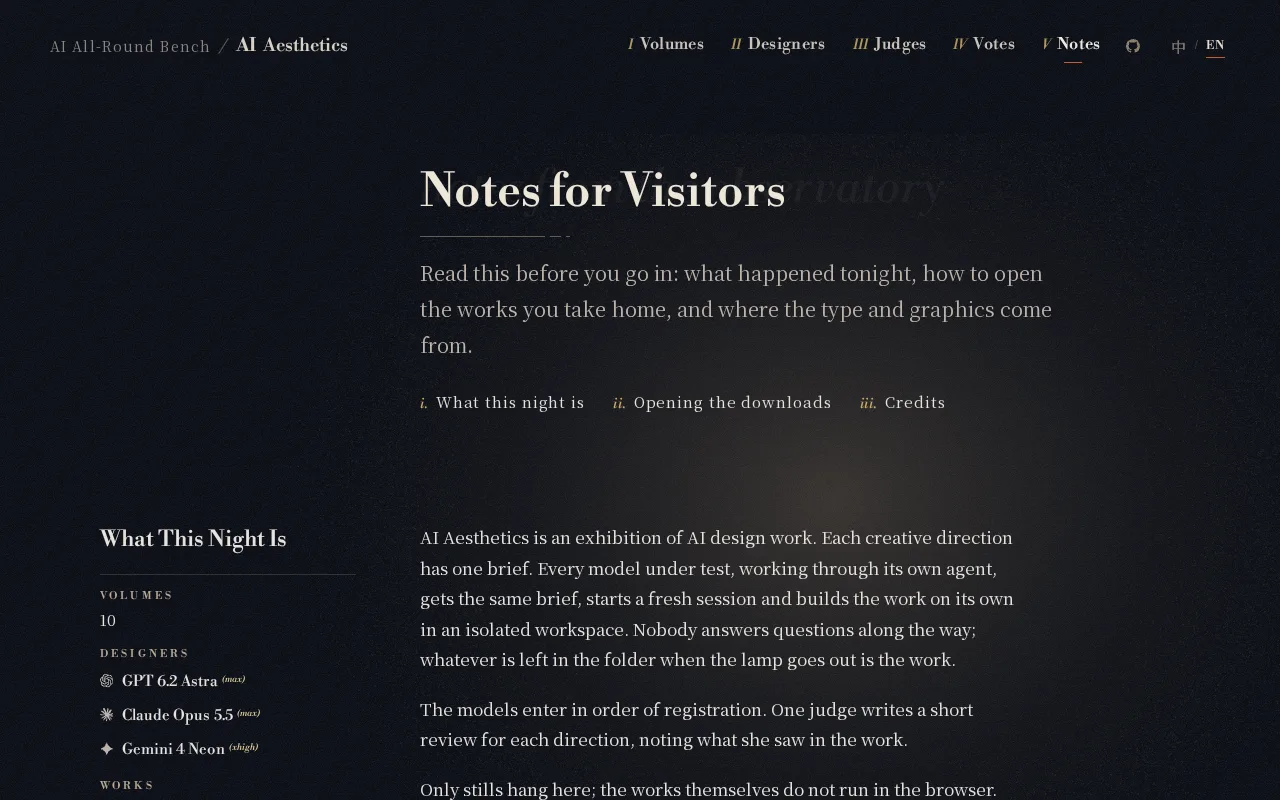 AI All-Round Bench / AI Aesthetics
I Volumes II Designers III Judges IV Votes V Notes 中 / EN
Notes for Visitors
Read this before you go in: what happened tonight, how to open
the works you take home, and where the type and graphics come
from.
i. What this night is ii. Opening the downloads iii. Credits
What This Night Is
VOLUMES
10
DESIGNERS
GPT 6.2 Astra (max)
Claude Opus 5.5 (max)
Gemini 4 Neon (xhigh)
WORKS
AI Aesthetics is an exhibition of AI design work. Each creative direction
has one brief. Every model under test, working through its own agent,
gets the same brief, starts a fresh session and builds the work on its own
in an isolated workspace. Nobody answers questions along the way;
whatever is left in the folder when the lamp goes out is the work.
The models enter in order of registration. One judge writes a short
review for each direction, noting what she saw in the work.
Only stills hang here; the works themselves do not run in the browser.